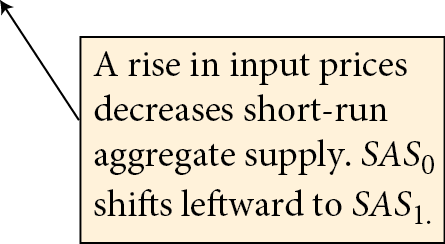 A rise in input prices
decreases short-run
aggregate supply. SAS₀
shifts leftward to SAS₁.